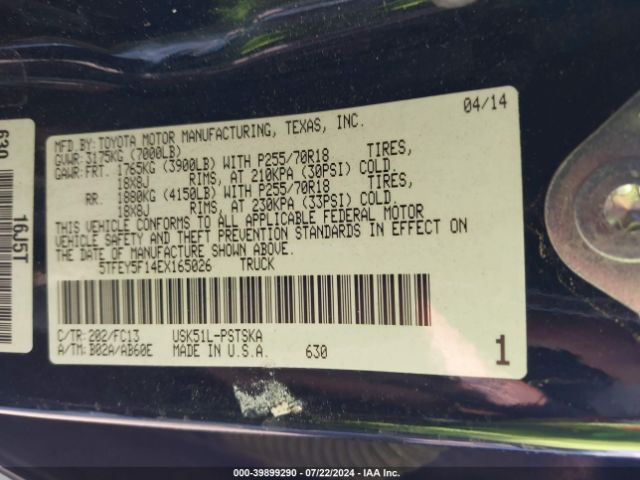 04/14
MFD. BY: TOYOTA MOTOR MANUFACTURING, TEXAS, INC.
GVWR: 3175KG (7000LB)
GAWR: FRT. 1765KG (3900LB) WITH P255/70R18 TIRES,
18X8J RIMS, AT 210KPA (30PSI) COLD.
RR. 1880KG (4150LB) WITH P255/70R18 TIRES,
18X8J RIMS, AT 230KPA (33PSI) COLD.
THIS VEHICLE CONFORMS TO ALL APPLICABLE FEDERAL MOTOR
VEHICLE SAFETY AND THEFT PREVENTION STANDARDS IN EFFECT ON
THE DATE OF MANUFACTURE SHOWN ABOVE.
5TFEY5F14EX165026 TRUCK
C/TR: 202/FC13 USK51L-PSTSKA
A/TM: B02A/AB60E MADE IN U.S.A. 630
1
630
16J5T
000-39899290 - 07/22/2024 - IAA Inc.